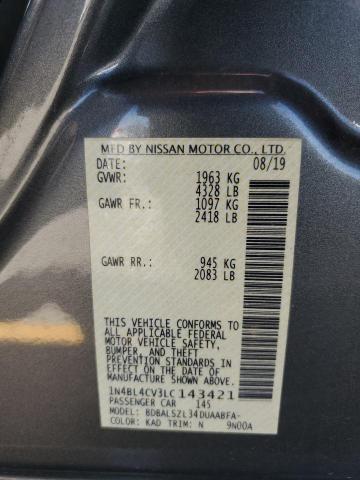 MFD BY NISSAN MOTOR CO., LTD.
DATE: 08/19
GVWR: 1963 KG
4328 LB
GAWR FR.: 1097 KG
2418 LB
GAWR RR.: 945 KG
2083 LB
THIS VEHICLE CONFORMS TO
ALL APPLICABLE FEDERAL
MOTOR VEHICLE SAFETY,
BUMPER, AND THEFT
PREVENTION STANDARDS IN
EFFECT ON THE DATE OF
MANUFACTURE SHOWN ABOVE.
1N4BL4CV3LC143421
PASSENGER CAR 145
MODEL: BDBALSZL34DUAABFA-
COLOR: KAD TRIM: N 9N00A